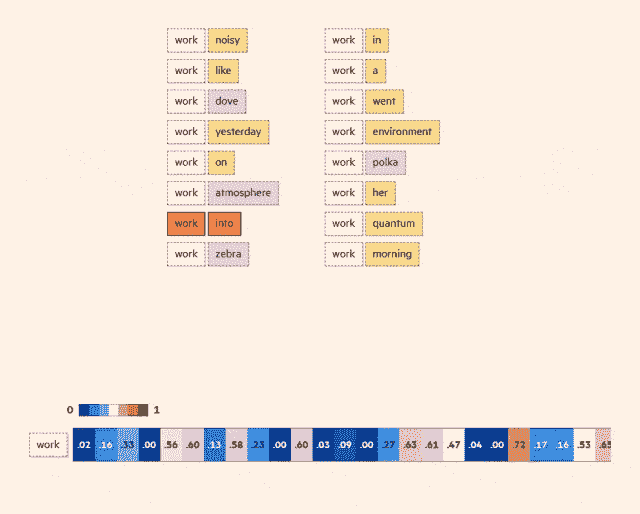 work noisy work in
work like work a
work dove work went
work yesterday work environment
work on work polka
work atmosphere work her
work into work quantum
work zebra work morning
0 1
work .02 .16 .33 .00 .56 .60 .13 .58 .23 .00 .60 .03 .09 .00 .27 .63 .61 .47 .04 .00 .72 .17 .16 .53 .65